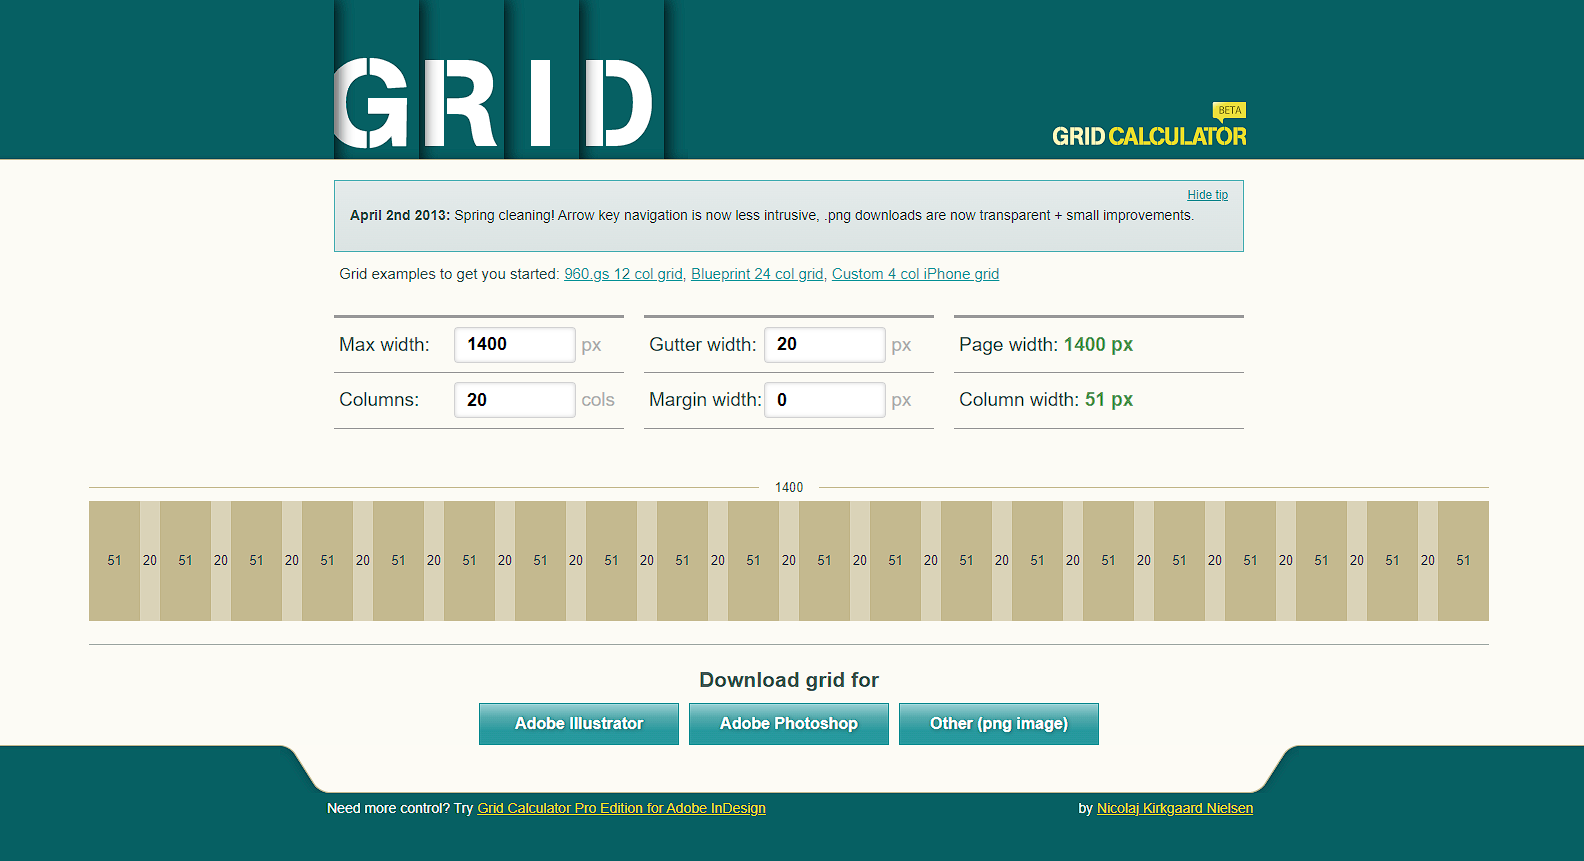 GRID
BETA
GRID CALCULATOR
Hide tip
April 2nd 2013: Spring cleaning! Arrow key navigation is now less intrusive, .png downloads are now transparent + small improvements.
Grid examples to get you started: 960.gs 12 col grid, Blueprint 24 col grid, Custom 4 col iPhone grid
Max width: 1400 px Gutter width: 20 px Page width: 1400 px
Columns: 20 cols Margin width: 0 px Column width: 51 px
1400
51 20 51 20 51 20 51 20 51 20 51 20 51 20 51 20 51 20 51 20 51 20 51 20 51 20 51 20 51 20 51 20 51 20 51 20 51 20 51
Download grid for
Adobe Illustrator Adobe Photoshop Other (png image)
Need more control? Try Grid Calculator Pro Edition for Adobe InDesign by Nicolaj Kirkgaard Nielsen